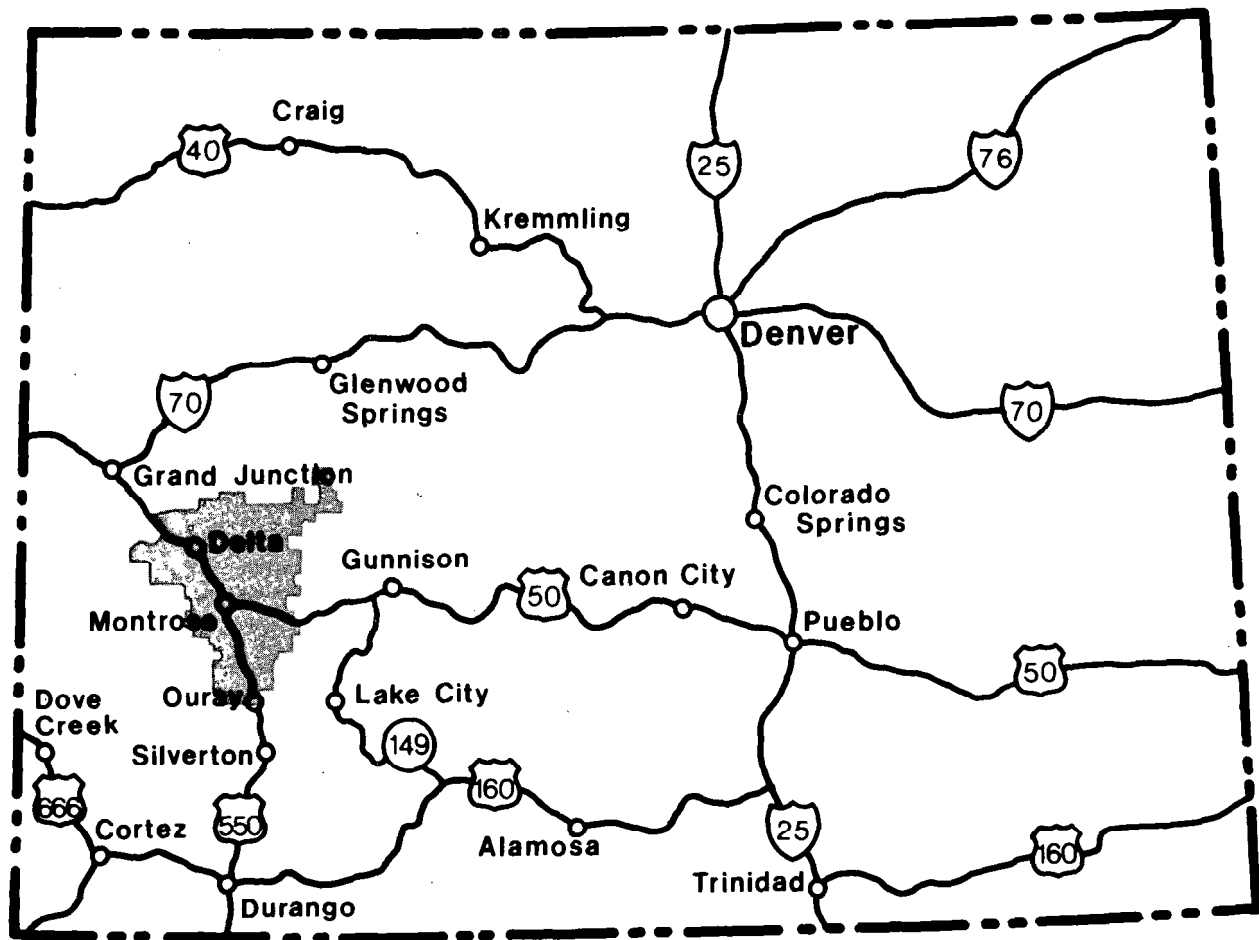 Craig
40
25
76
Kremmling
Denver
Glenwood
Springs
70
70
Grand Junction
Colorado
Springs
Delta
Gunnison
50
Canon City
Montrose
Pueblo
50
Dove
Creek
Ouray
Lake City
Silverton
149
160
666
550
Cortez
Alamosa
25
160
Trinidad
Durango